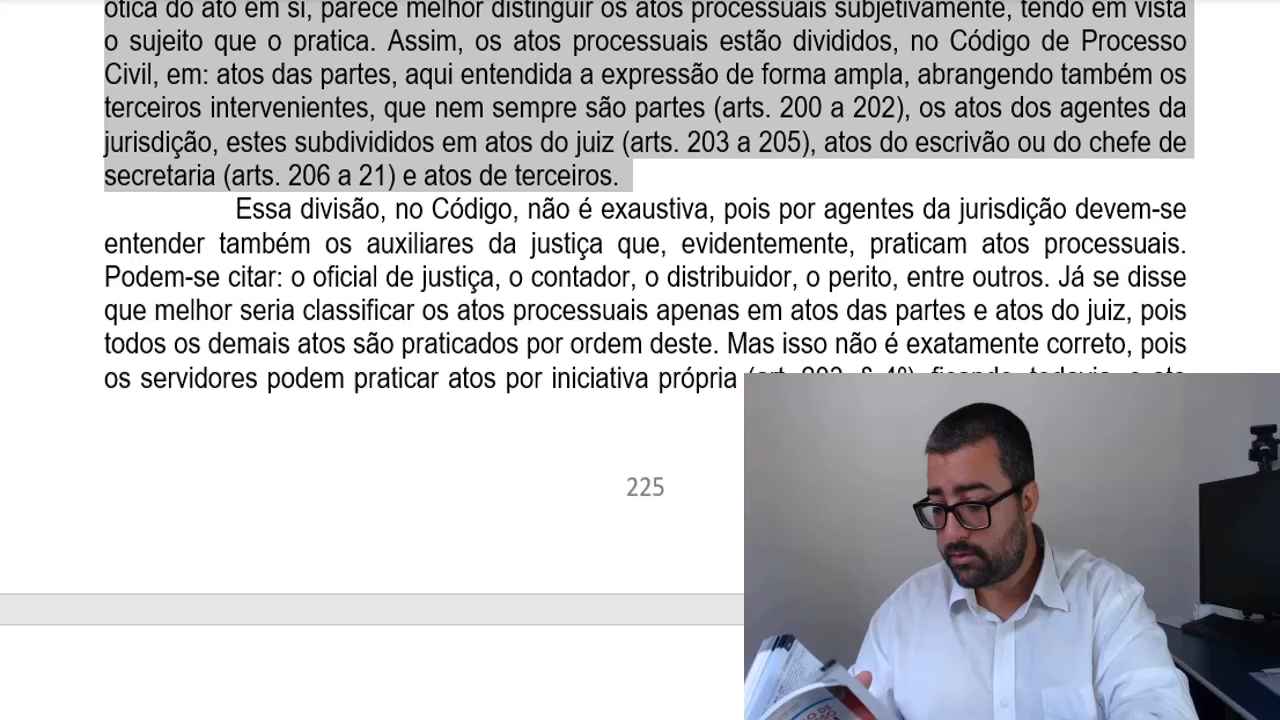 ótica do ato em si, parece melhor distinguir os atos processuais subjetivamente, tendo em vista
o sujeito que o pratica. Assim, os atos processuais estão divididos, no Código de Processo
Civil, em: atos das partes, aqui entendida a expressão de forma ampla, abrangendo também os
terceiros intervenientes, que nem sempre são partes (arts. 200 a 202), os atos dos agentes da
jurisdição, estes subdivididos em atos do juiz (arts. 203 a 205), atos do escrivão ou do chefe de
secretaria (arts. 206 a 21) e atos de terceiros.
Essa divisão, no Código, não é exaustiva, pois por agentes da jurisdição devem-se
entender também os auxiliares da justiça que, evidentemente, praticam atos processuais.
Podem-se citar: o oficial de justiça, o contador, o distribuidor, o perito, entre outros. Já se disse
que melhor seria classificar os atos processuais apenas em atos das partes e atos do juiz, pois
todos os demais atos são praticados por ordem deste. Mas isso não é exatamente correto, pois
os servidores podem praticar atos por iniciativa própria (art. 203, § 4º), ficando, todavia, o ato
225